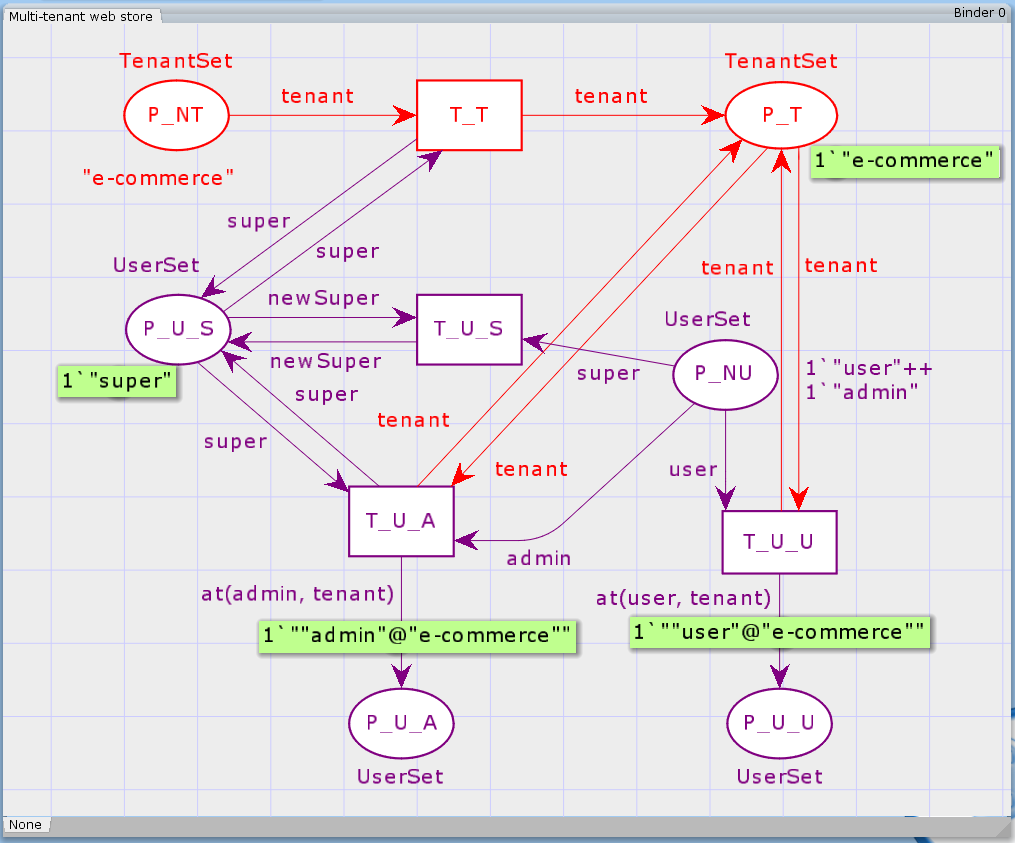 Multi-tenant web store
Binder 0
TenantSet
TenantSet
P_NT
tenant
T_T
tenant
P_T
"e-commerce"
1`"e-commerce"
super
super
UserSet
newSuper
tenant
tenant
P_U_S
T_U_S
UserSet
newSuper
super
P_NU
1`"super"
super
1`"user"++
1`"admin"
tenant
super
tenant
user
T_U_A
admin
T_U_U
at(admin, tenant)
at(user, tenant)
1`""admin"@"e-commerce""
1`""user"@"e-commerce""
P_U_A
P_U_U
UserSet
UserSet
None